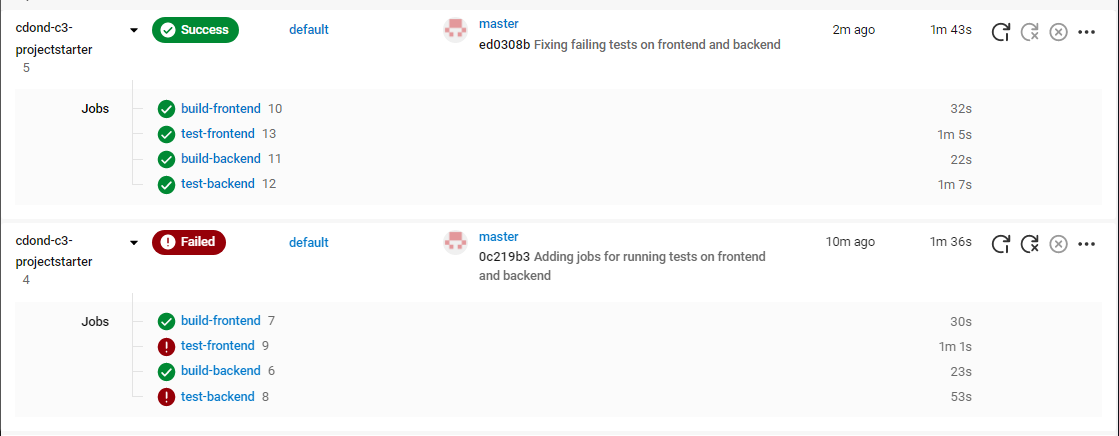 cdond-c3-
projectstarter
5
Success
default
master
ed0308b Fixing failing tests on frontend and backend
2m ago
1m 43s
Jobs
build-frontend 10
32s
test-frontend 13
1m 5s
build-backend 11
22s
test-backend 12
1m 7s
cdond-c3-
projectstarter
4
Failed
default
master
0c219b3 Adding jobs for running tests on frontend
and backend
10m ago
1m 36s
Jobs
build-frontend 7
30s
test-frontend 9
1m 1s
build-backend 6
23s
test-backend 8
53s